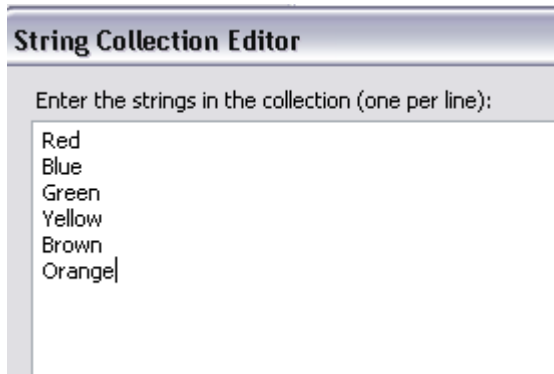 String Collection Editor
Enter the strings in the collection (one per line):
Red
Blue
Green
Yellow
Brown
Orange